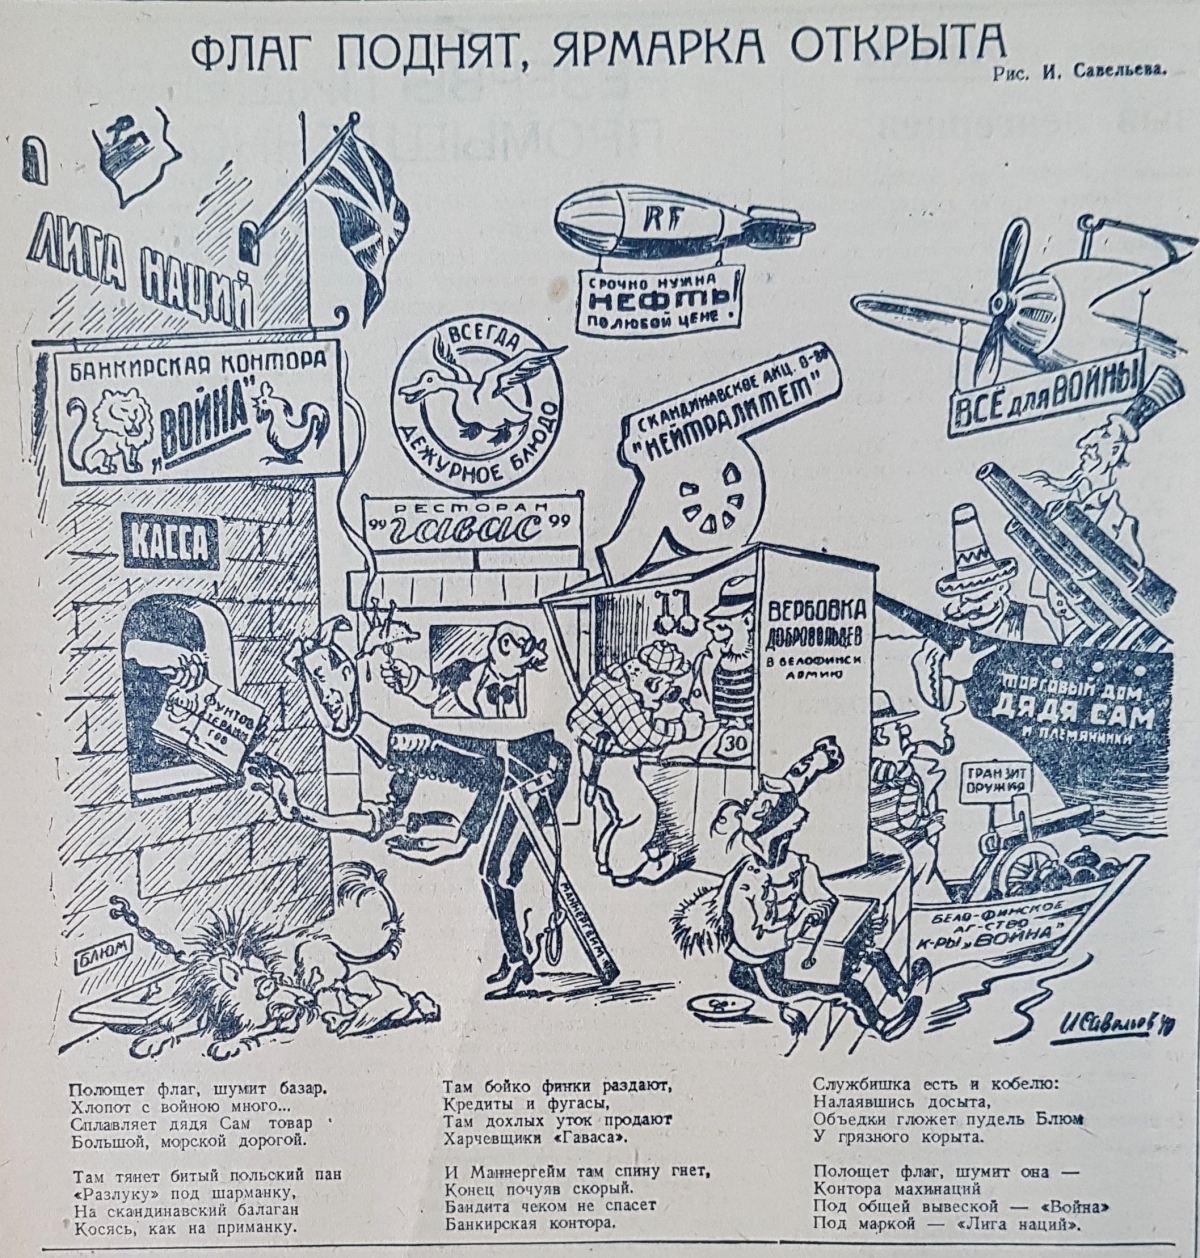 ФЛАГ ПОДНЯТ, ЯРМАРКА ОТКРЫТА
Рис. И. Савельева.
ЛИГА НАЦИЙ
RF
СРОЧНО НУЖНА
НЕФТЬ
ПО ЛЮБОЙ ЦЕНЕ!
БАНКИРСКАЯ КОНТОРА
„ВОЙНА"
ВСЕГДА
ДЕЖУРНОЕ БЛЮДО
РЕСТОРАН
"гавас"
СКАНДИНАВСКОЕ АКЦ. О-ВО
"НЕЙТРАЛИТЕТ"
ВСЁ для ВОЙНЫ
КАССА
ФУНТОВ
СТЕРЛИН
ГОВ
ВЕРБОВКА
ДОБРОВОЛЬЦЕВ
В БЕЛОФИНСК
АРМИЮ
30
ТОРГОВЫЙ ДОМ
ДЯДЯ САМ
И ПЛЕМЯННИКИ
ТРАНЗИТ
ОРУЖИЯ
МАННЕРГЕЙМ
БЛЮМ
БЕЛО-ФИНСКОЕ
АГ-СТВО
К-РЫ „ВОЙНА"
И Савельев 40
Полощет флаг, шумит базар.
Хлопот с войною много...
Сплавляет дядя Сам товар
Большой, морской дорогой.
Там тянет битый польский пан
«Разлуку» под шарманку,
На скандинавский балаган
Косясь, как на приманку.
Там бойко финки раздают,
Кредиты и фугасы,
Там дохлых уток продают
Харчевщики «Гаваса».
И Маннергейм там спину гнет,
Конец почуяв скорый.
Бандита чеком не спасет
Банкирская контора.
Службишка есть и кобелю:
Налаявшись досыта,
Объедки гложет пудель Блюм
У грязного корыта.
Полощет флаг, шумит она —
Контора махинаций
Под общей вывеской — «Война»
Под маркой — «Лига наций».